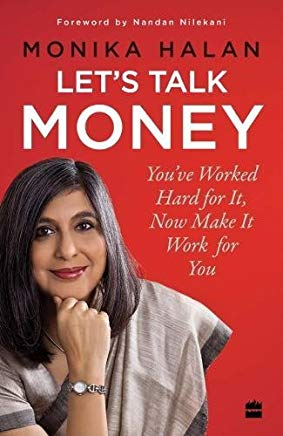 Foreword by Nandan Nilekani
MONIKA HALAN
LET'S TALK
MONEY
You've Worked
Hard for It,
Now Make It
Work for
You